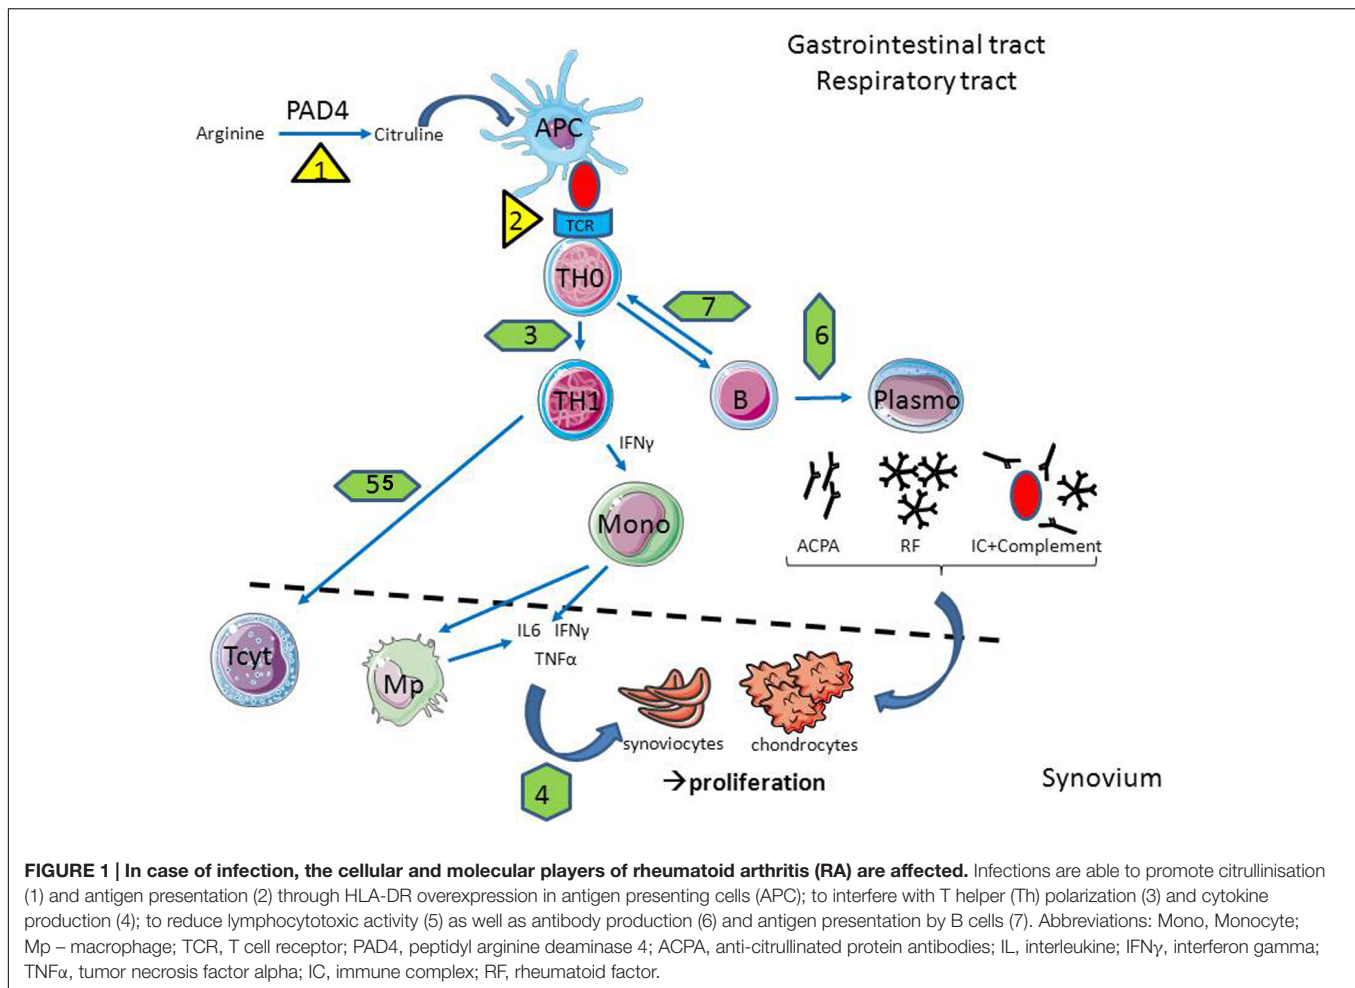 Gastrointestinal tract
Respiratory tract
PAD4
Arginine
Citruline
1
APC
2
TCR
TH0
7
3
6
TH1
B
Plasmo
IFNγ
55
Mono
ACPA
RF
IC+Complement
Tcyt
Mp
IL6 IFNγ
TNFα
synoviocytes
chondrocytes
→proliferation
4
Synovium
FIGURE 1 | In case of infection, the cellular and molecular players of rheumatoid arthritis (RA) are affected. Infections are able to promote citrullinisation
(1) and antigen presentation (2) through HLA-DR overexpression in antigen presenting cells (APC); to interfere with T helper (Th) polarization (3) and cytokine
production (4); to reduce lymphocytotoxic activity (5) as well as antibody production (6) and antigen presentation by B cells (7). Abbreviations: Mono, Monocyte;
Mp – macrophage; TCR, T cell receptor; PAD4, peptidyl arginine deaminase 4; ACPA, anti-citrullinated protein antibodies; IL, interleukine; IFNγ, interferon gamma;
TNFα, tumor necrosis factor alpha; IC, immune complex; RF, rheumatoid factor.